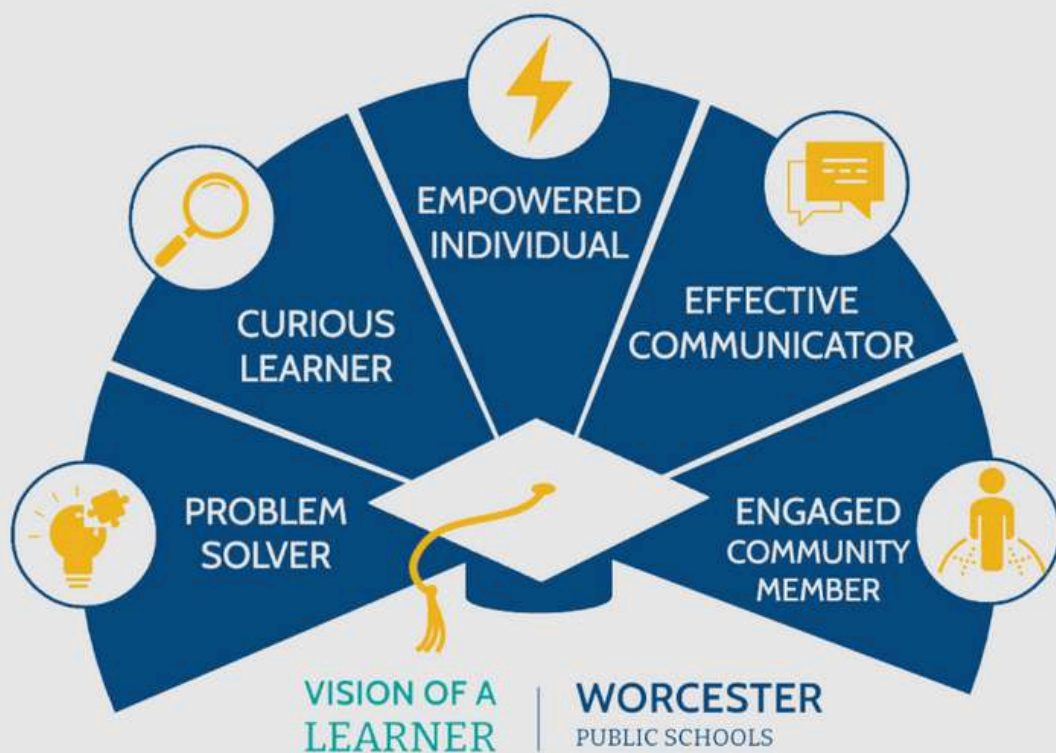 PROBLEM
SOLVER
CURIOUS
LEARNER
EMPOWERED
INDIVIDUAL
EFFECTIVE
COMMUNICATOR
ENGAGED
COMMUNITY
MEMBER
VISION OF A
LEARNER
WORCESTER
PUBLIC SCHOOLS